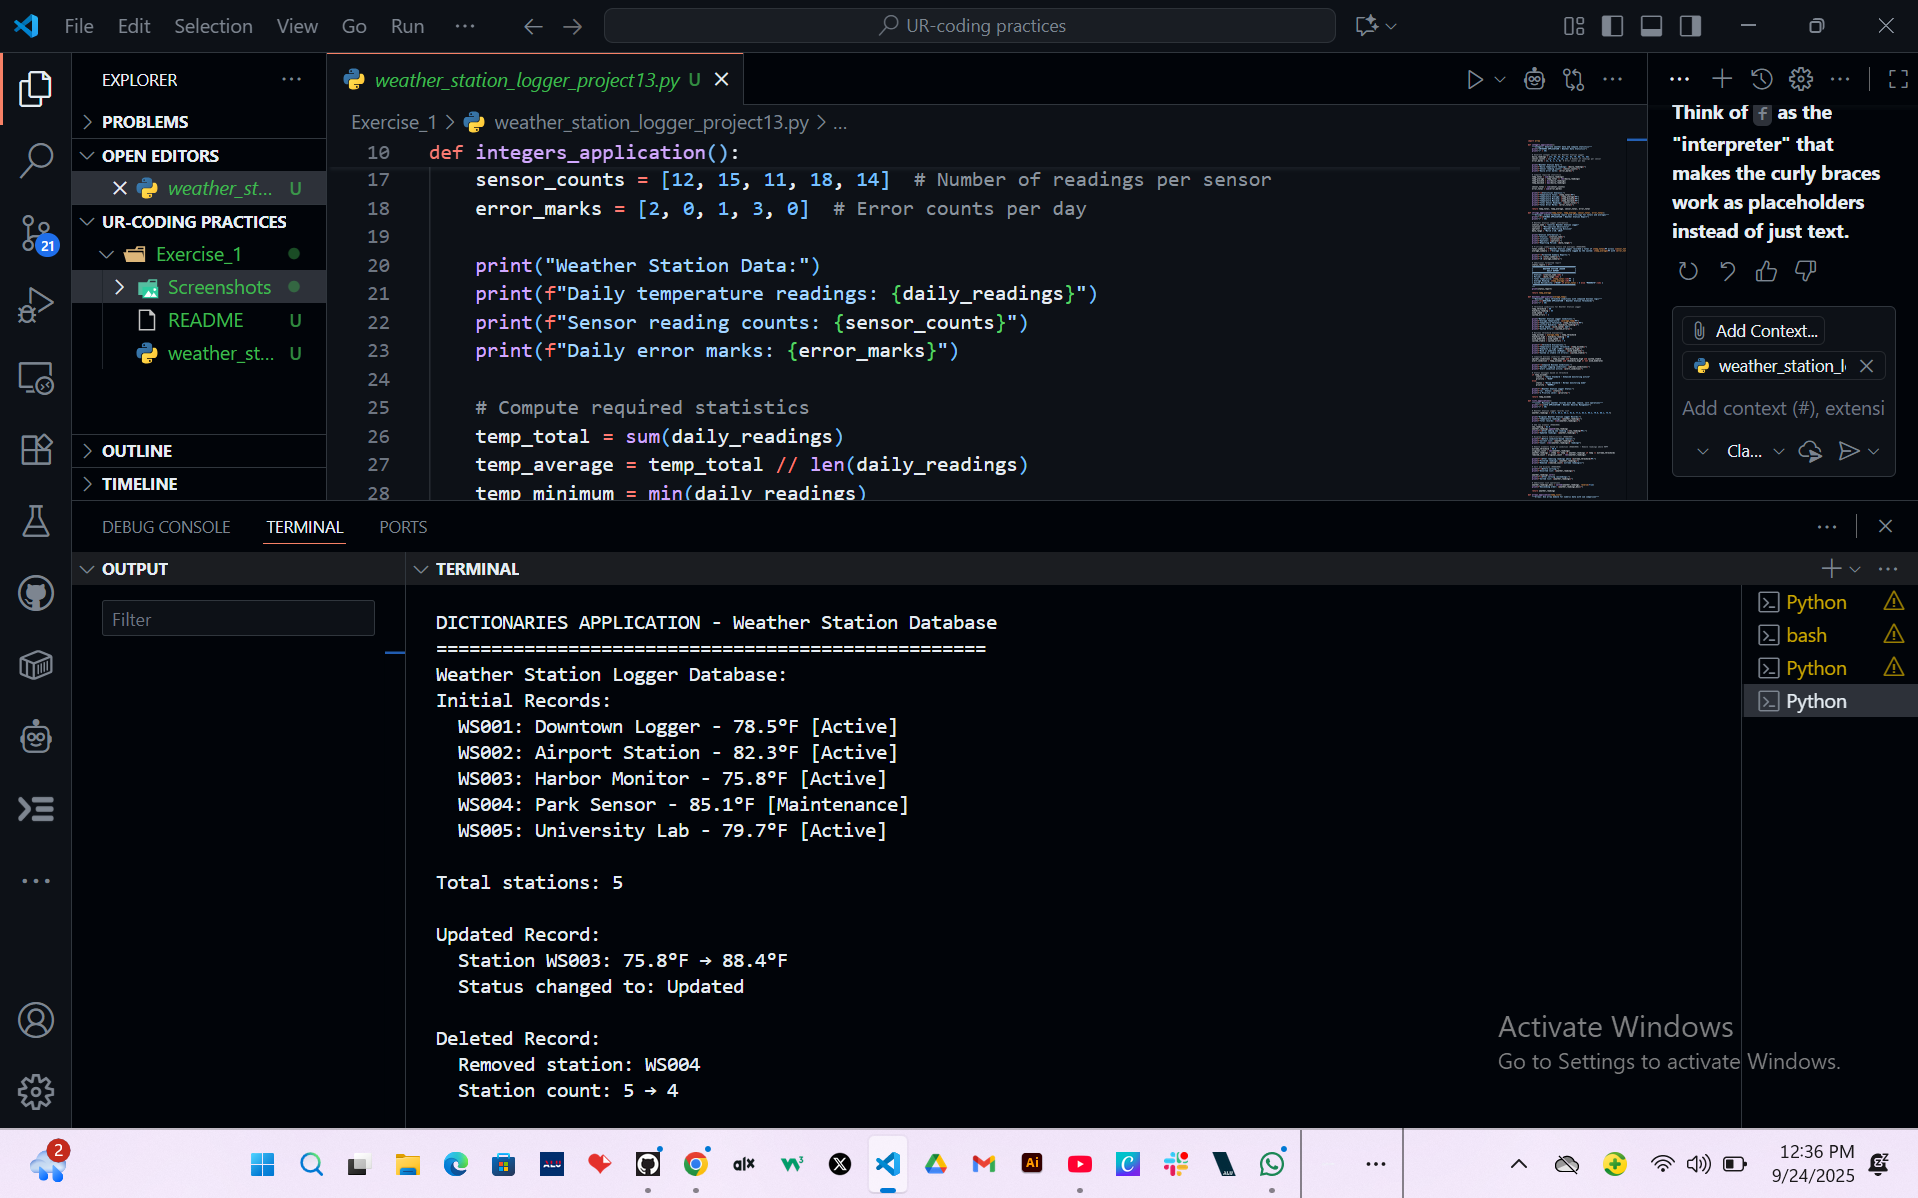 File Edit Selection View Go Run ...
UR-coding practices
EXPLORER
PROBLEMS
OPEN EDITORS
weather_st... U
UR-CODING PRACTICES
Exercise_1
Screenshots
README U
weather_st... U
OUTLINE
TIMELINE
21
weather_station_logger_project13.py U
Exercise_1 > weather_station_logger_project13.py > ...
10 def integers_application():
17 sensor_counts = [12, 15, 11, 18, 14] # Number of readings per sensor
18 error_marks = [2, 0, 1, 3, 0] # Error counts per day
19
20 print("Weather Station Data:")
21 print(f"Daily temperature readings: {daily_readings}")
22 print(f"Sensor reading counts: {sensor_counts}")
23 print(f"Daily error marks: {error_marks}")
24
25 # Compute required statistics
26 temp_total = sum(daily_readings)
27 temp_average = temp_total // len(daily_readings)
28 temp_minimum = min(daily_readings)
Think of f as the
"interpreter" that
makes the curly braces
work as placeholders
instead of just text.
Add Context...
weather_station_l
Add context (#), extensi
Cla...
DEBUG CONSOLE TERMINAL PORTS
OUTPUT
Filter
TERMINAL
DICTIONARIES APPLICATION - Weather Station Database
==================================================
Weather Station Logger Database:
Initial Records:
WS001: Downtown Logger - 78.5°F [Active]
WS002: Airport Station - 82.3°F [Active]
WS003: Harbor Monitor - 75.8°F [Active]
WS004: Park Sensor - 85.1°F [Maintenance]
WS005: University Lab - 79.7°F [Active]
Total stations: 5
Updated Record:
Station WS003: 75.8°F → 88.4°F
Status changed to: Updated
Deleted Record:
Removed station: WS004
Station count: 5 → 4
Python
bash
Python
Python
Activate Windows
Go to Settings to activate Windows.
2
ALU
alx
Ai
12:36 PM
9/24/2025